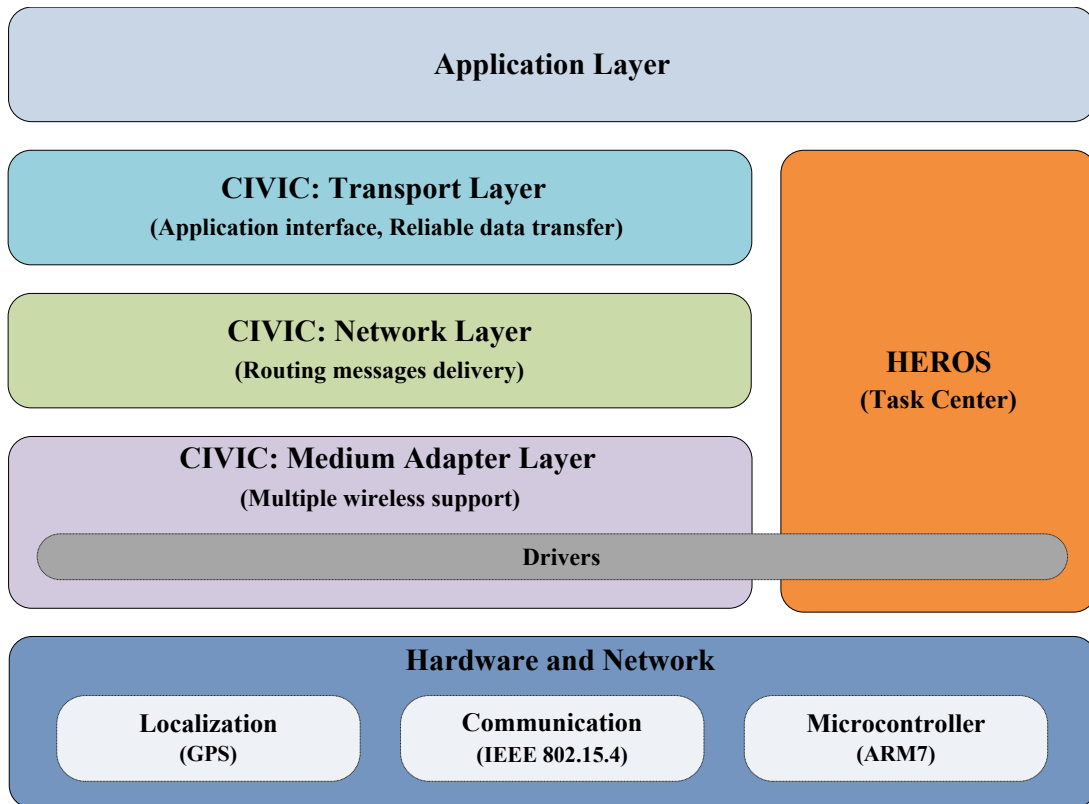 Application Layer
CIVIC: Transport Layer
(Application interface, Reliable data transfer)
CIVIC: Network Layer
(Routing messages delivery)
HEROS
(Task Center)
CIVIC: Medium Adapter Layer
(Multiple wireless support)
Drivers
Hardware and Network
Localization
(GPS)
Communication
(IEEE 802.15.4)
Microcontroller
(ARM7)